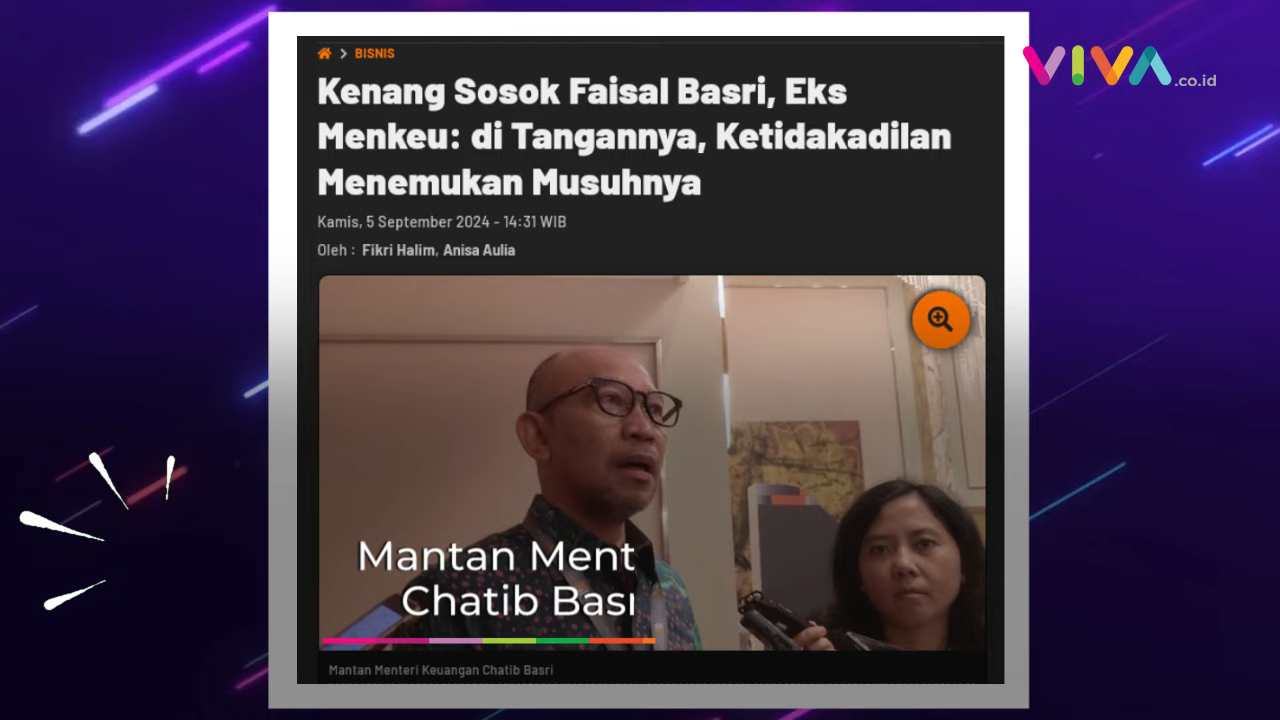 VIVA.co.id
BISNIS
Kenang Sosok Faisal Basri, Eks
Menkeu: di Tangannya, Ketidakadilan
Menemukan Musuhnya
Kamis, 5 September 2024 - 14:31 WIB
Oleh : Fikri Halim, Anisa Aulia
Mantan Ment
Chatib Basr
Mantan Menteri Keuangan Chatib Basri